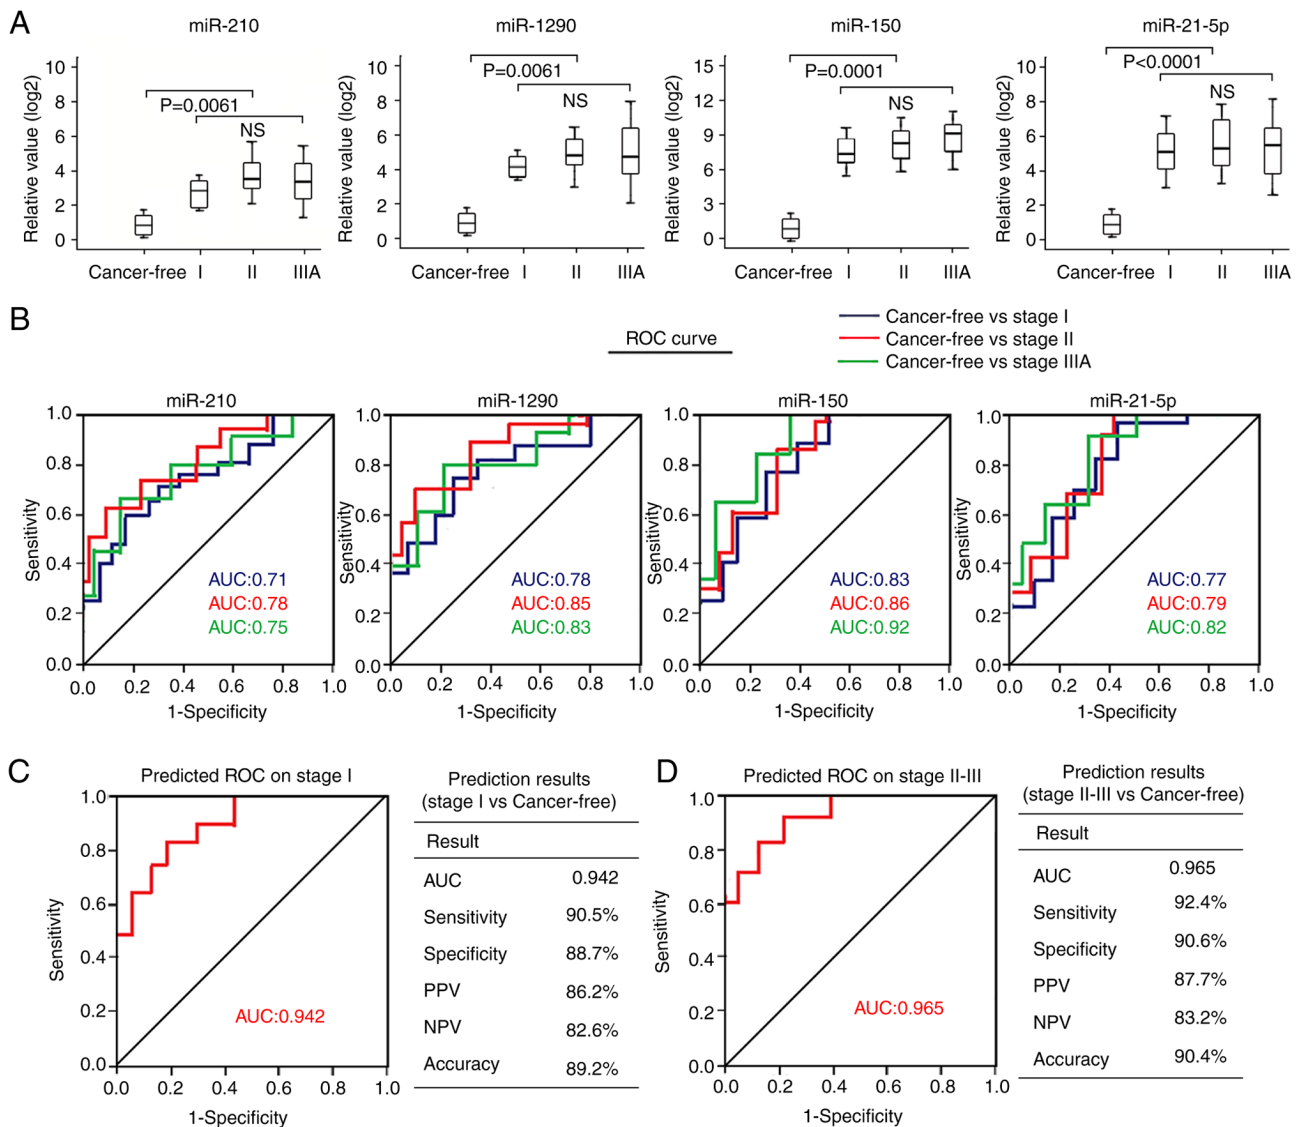 A
miR-210
miR-1290
miR-150
miR-21-5p
Relative value (log2)
10
8
6
4
2
0
P=0.0061
NS
Cancer-free I II IIIA
Relative value (log2)
10
8
6
4
2
0
P=0.0061
NS
Cancer-free I II IIIA
Relative value (log2)
15
12
9
6
3
0
P=0.0001
NS
Cancer-free I II IIIA
Relative value (log2)
10
8
6
4
2
0
P<0.0001
NS
Cancer-free I II IIIA
B
ROC curve
Cancer-free vs stage I
Cancer-free vs stage II
Cancer-free vs stage IIIA
miR-210
Sensitivity
1.0
0.8
0.6
0.4
0.2
0.0
AUC:0.71
AUC:0.78
AUC:0.75
0.0 0.2 0.4 0.6 0.8 1.0
1-Specificity
miR-1290
Sensitivity
1.0
0.8
0.6
0.4
0.2
0.0
AUC:0.78
AUC:0.85
AUC:0.83
0.0 0.2 0.4 0.6 0.8 1.0
1-Specificity
miR-150
Sensitivity
1.0
0.8
0.6
0.4
0.2
0.0
AUC:0.83
AUC:0.86
AUC:0.92
0.0 0.2 0.4 0.6 0.8 1.0
1-Specificity
miR-21-5p
Sensitivity
1.0
0.8
0.6
0.4
0.2
0.0
AUC:0.77
AUC:0.79
AUC:0.82
0.0 0.2 0.4 0.6 0.8 1.0
1-Specificity
C
Predicted ROC on stage I
Sensitivity
1.0
0.8
0.6
0.4
0.2
0.0
AUC:0.942
0.0 0.2 0.4 0.6 0.8 1.0
1-Specificity
Prediction results
(stage I vs Cancer-free)
Result
AUC 0.942
Sensitivity 90.5%
Specificity 88.7%
PPV 86.2%
NPV 82.6%
Accuracy 89.2%
D
Predicted ROC on stage II-III
Sensitivity
1.0
0.8
0.6
0.4
0.2
0.0
AUC:0.965
0.0 0.2 0.4 0.6 0.8 1.0
1-Specificity
Prediction results
(stage II-III vs Cancer-free)
Result
AUC 0.965
Sensitivity 92.4%
Specificity 90.6%
PPV 87.7%
NPV 83.2%
Accuracy 90.4%